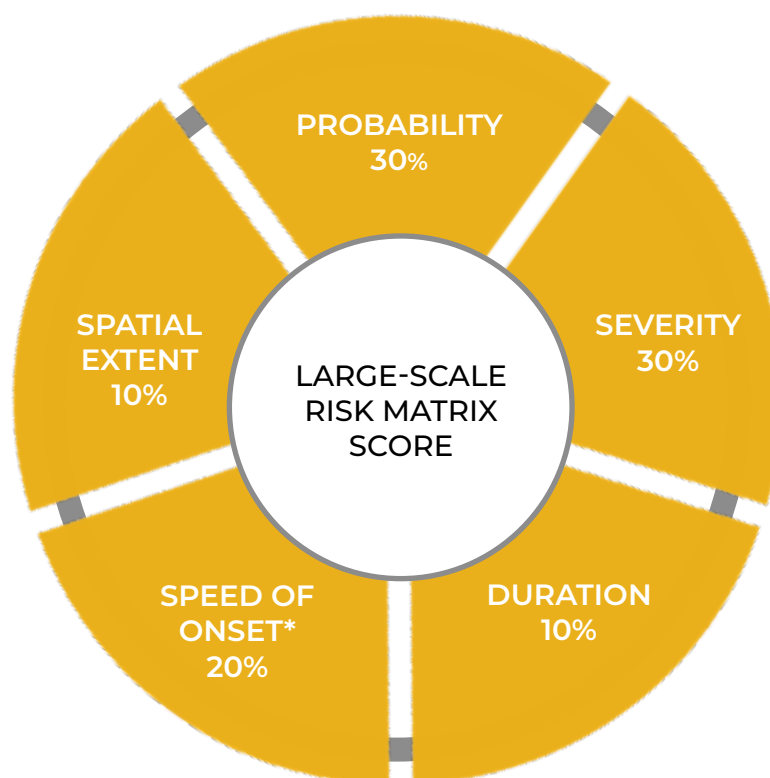 PROBABILITY
30%
SEVERITY
30%
DURATION
10%
SPEED OF
ONSET*
20%
SPATIAL
EXTENT
10%
LARGE-SCALE
RISK MATRIX
SCORE